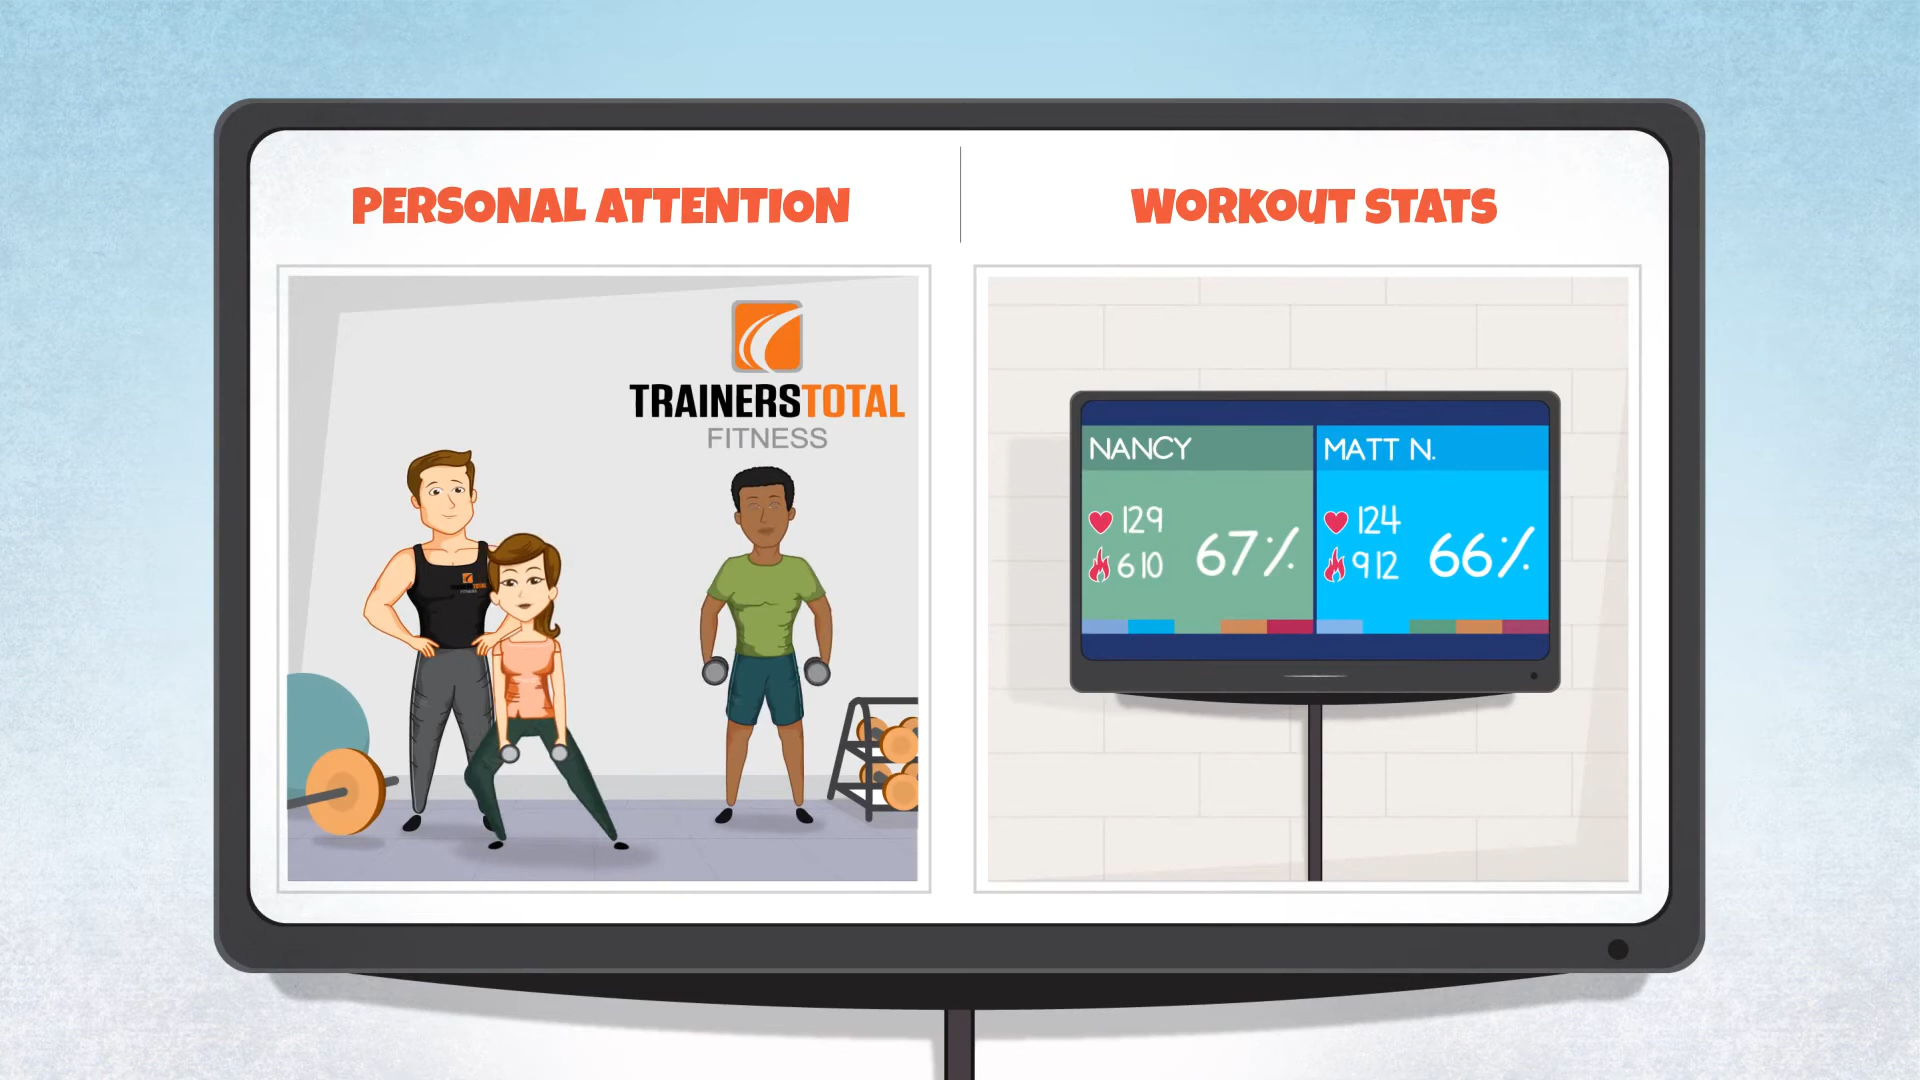 PERSONAL ATTENTION
WORKOUT STATS
TRAINERSTOTAL
FITNESS
NANCY
129
610
67%
MATT N.
124
912
66%